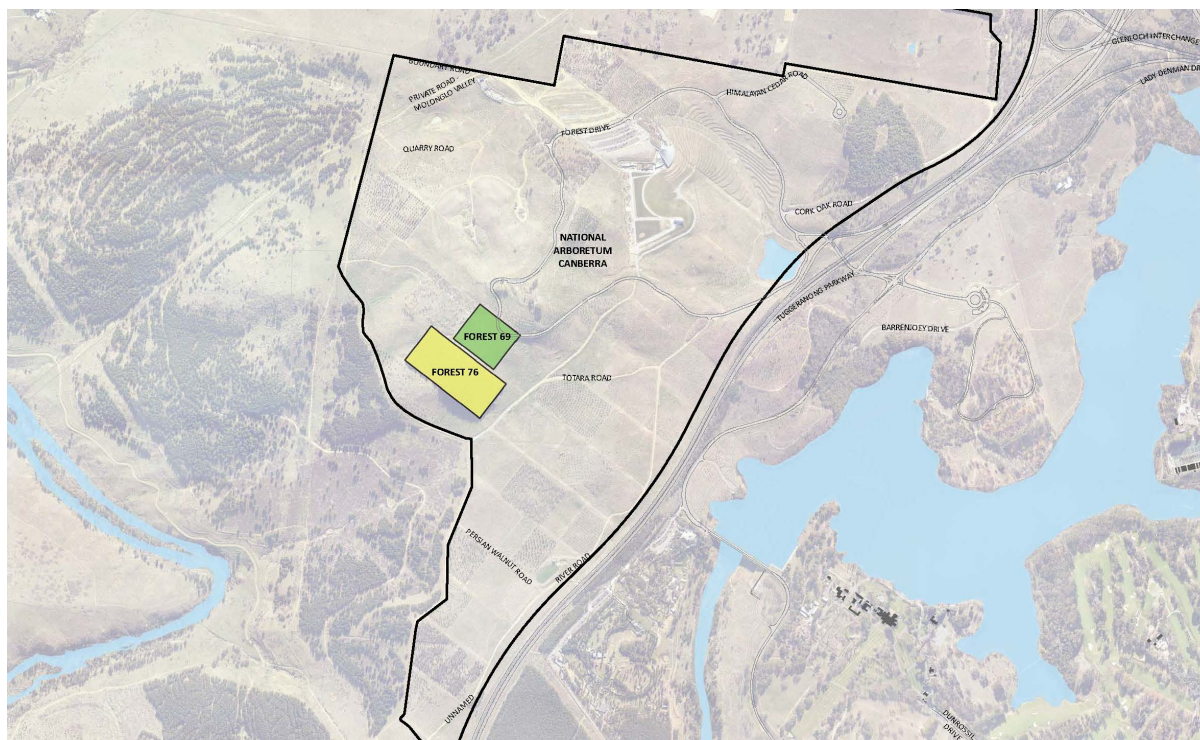 GLENLOCH INTERCHANGE
LADY DENMAN DR
BOUNDARY ROAD
PRIVATE ROAD
MOLONGLO VALLEY
HIMALAYAN CEDAR ROAD
FOREST DRIVE
QUARRY ROAD
CORK OAK ROAD
NATIONAL
ARBORETUM
CANBERRA
TUGGERANONG PARKWAY
BARRENJOEY DRIVE
FOREST 69
FOREST 76
TOTARA ROAD
PERSIAN WALNUT ROAD
RIVER ROAD
UNNAMED
DUNROSSIL
DRIVE